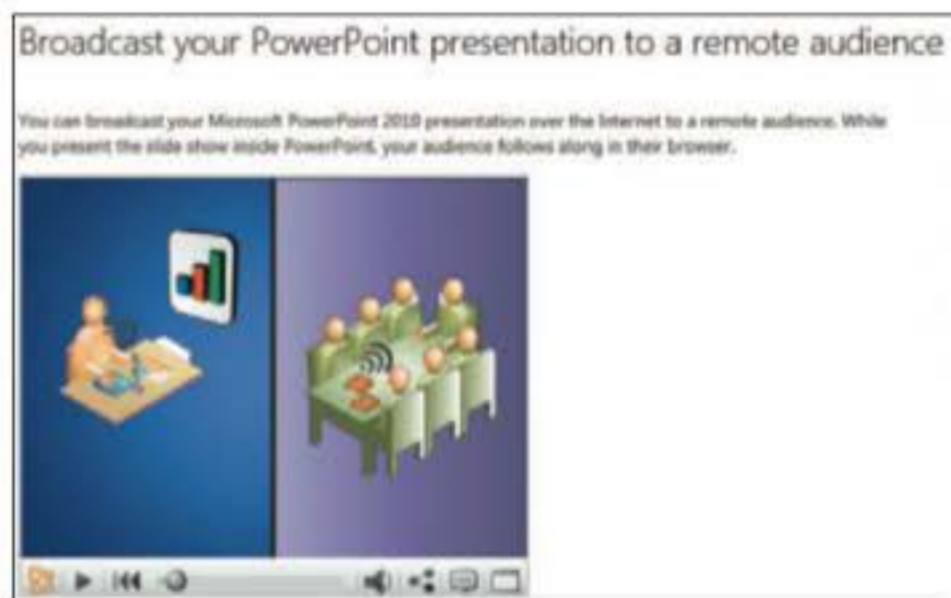 Broadcast your PowerPoint presentation to a remote audience
You can broadcast your Microsoft PowerPoint 2010 presentation over the Internet to a remote audience. While
you present the slide show inside PowerPoint, your audience follows along in their browser.